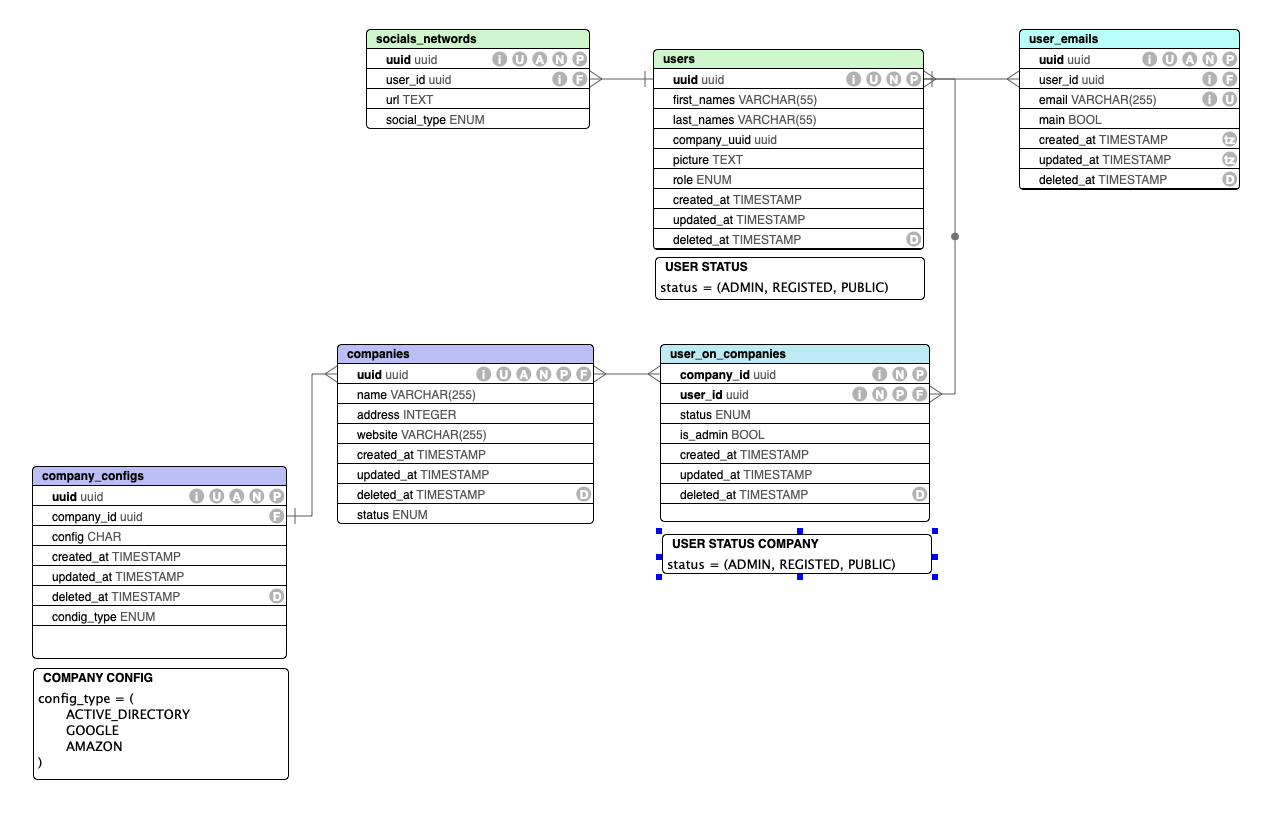 socials_networds
uuid uuid i U A N P
user_id uuid i F
url TEXT
social_type ENUM
users
uuid uuid i U N P
first_names VARCHAR(55)
last_names VARCHAR(55)
company_uuid uuid
picture TEXT
role ENUM
created_at TIMESTAMP
updated_at TIMESTAMP
deleted_at TIMESTAMP D
USER STATUS
status = (ADMIN, REGISTED, PUBLIC)
user_emails
uuid uuid i U A N P
user_id uuid i F
email VARCHAR(255) i U
main BOOL
created_at TIMESTAMP tz
updated_at TIMESTAMP tz
deleted_at TIMESTAMP D
companies
uuid uuid i U A N P F
name VARCHAR(255)
address INTEGER
website VARCHAR(255)
created_at TIMESTAMP
updated_at TIMESTAMP
deleted_at TIMESTAMP D
status ENUM
user_on_companies
company_id uuid i N P
user_id uuid i N P F
status ENUM
is_admin BOOL
created_at TIMESTAMP
updated_at TIMESTAMP
deleted_at TIMESTAMP D
USER STATUS COMPANY
status = (ADMIN, REGISTED, PUBLIC)
company_configs
uuid uuid i U A N P
company_id uuid F
config CHAR
created_at TIMESTAMP
updated_at TIMESTAMP
deleted_at TIMESTAMP D
condig_type ENUM
COMPANY CONFIG
config_type = (
ACTIVE_DIRECTORY
GOOGLE
AMAZON
)